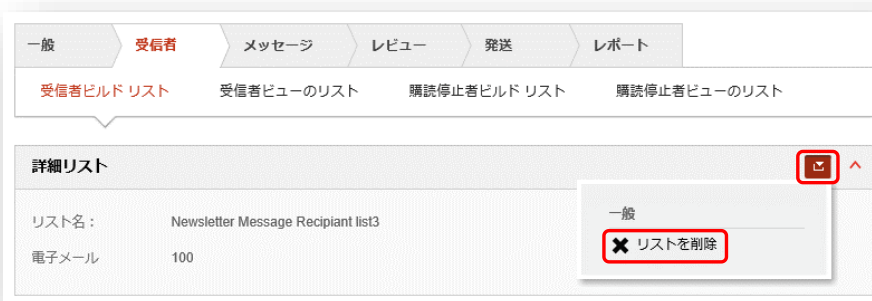 一般 受信者 メッセージ レビュー 発送 レポート
受信者ビルド リスト 受信者ビューのリスト 購読停止者ビルド リスト 購読停止者ビューのリスト
詳細リスト
リスト名： Newsletter Message Recipiant list3
電子メール 100
一般
リストを削除